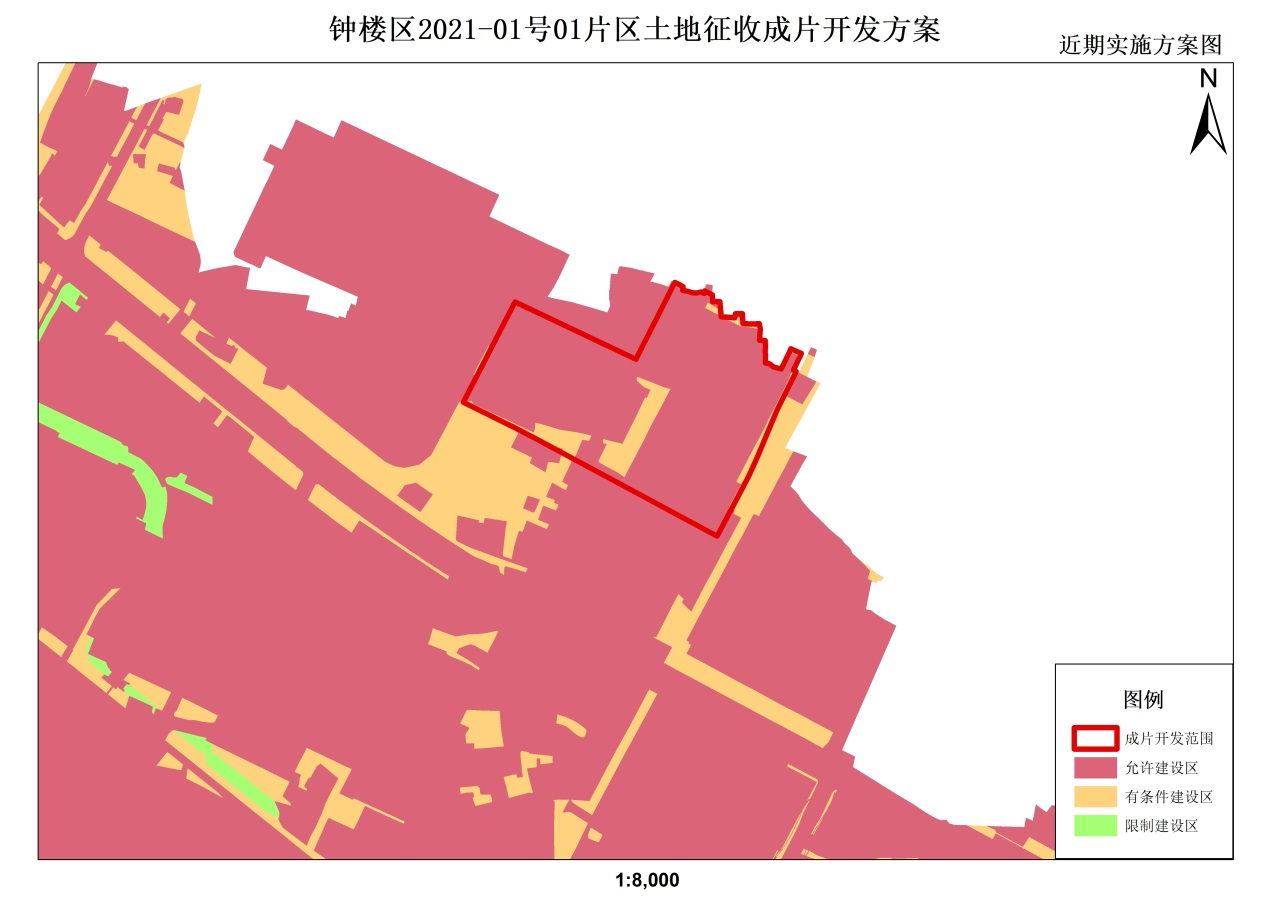 钟楼区2021-01号01片区土地征收成片开发方案
近期实施方案图
N
图例
成片开发范围
允许建设区
有条件建设区
限制建设区
1:8,000